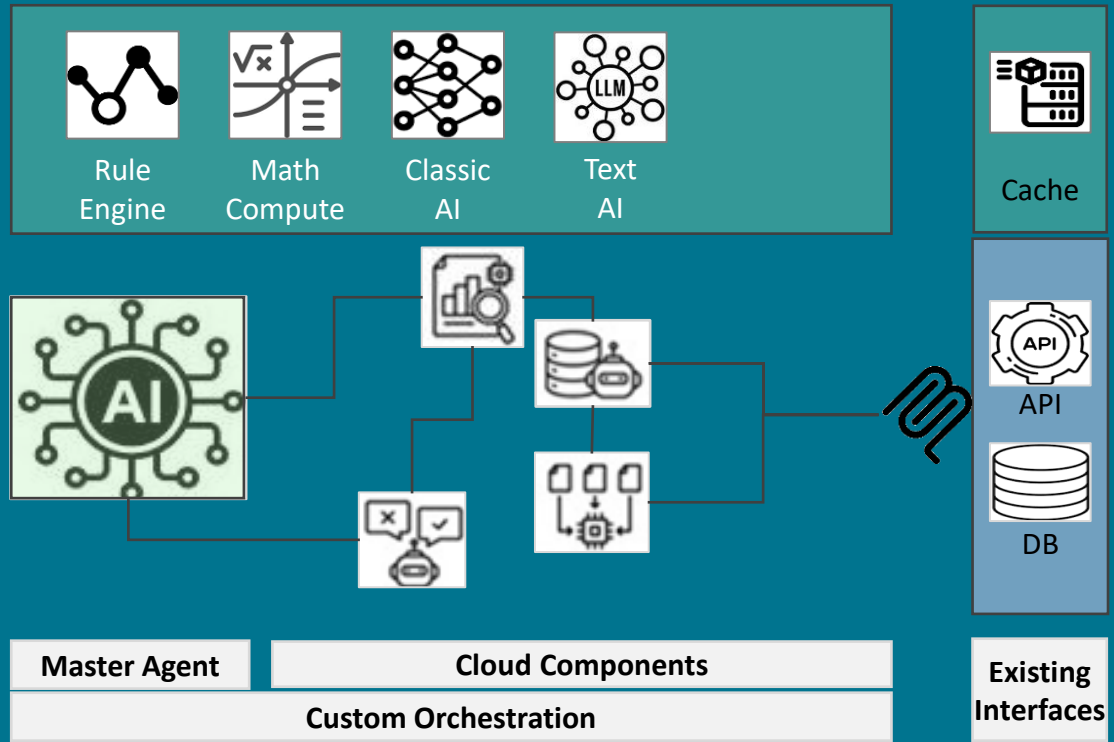 √x
LLM
Rule
Engine
Math
Compute
Classic
AI
Text
AI
Cache
AI
API
API
DB
Master Agent
Cloud Components
Custom Orchestration
Existing
Interfaces